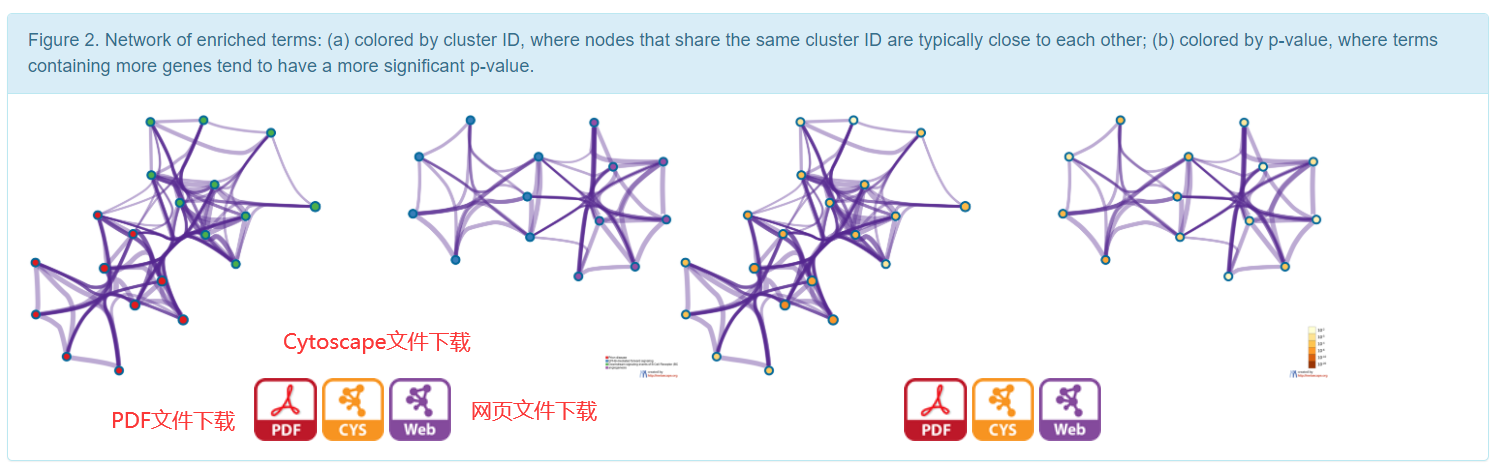 Figure 2. Network of enriched terms: (a) colored by cluster ID, where nodes that share the same cluster ID are typically close to each other; (b) colored by p-value, where terms
containing more genes tend to have a more significant p-value.
Cytoscape文件下载
PDF文件下载
PDF
CYS
Web
网页文件下载
PDF
CYS
Web